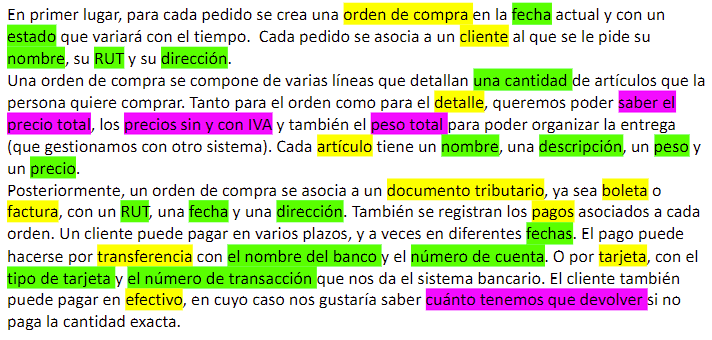 En primer lugar, para cada pedido se crea una orden de compra en la fecha actual y con un
estado que variará con el tiempo.  Cada pedido se asocia a un cliente al que se le pide su
nombre, su RUT y su dirección.
Una orden de compra se compone de varias líneas que detallan una cantidad de artículos que la
persona quiere comprar. Tanto para el orden como para el detalle, queremos poder saber el
precio total, los precios sin y con IVA y también el peso total para poder organizar la entrega
(que gestionamos con otro sistema). Cada artículo tiene un nombre, una descripción, un peso y
un precio.
Posteriormente, un orden de compra se asocia a un documento tributario, ya sea boleta o
factura, con un RUT, una fecha y una dirección. También se registran los pagos asociados a cada
orden. Un cliente puede pagar en varios plazos, y a veces en diferentes fechas. El pago puede
hacerse por transferencia con el nombre del banco y el número de cuenta. O por tarjeta, con el
tipo de tarjeta y el número de transacción que nos da el sistema bancario. El cliente también
puede pagar en efectivo, en cuyo caso nos gustaría saber cuánto tenemos que devolver si no
paga la cantidad exacta.